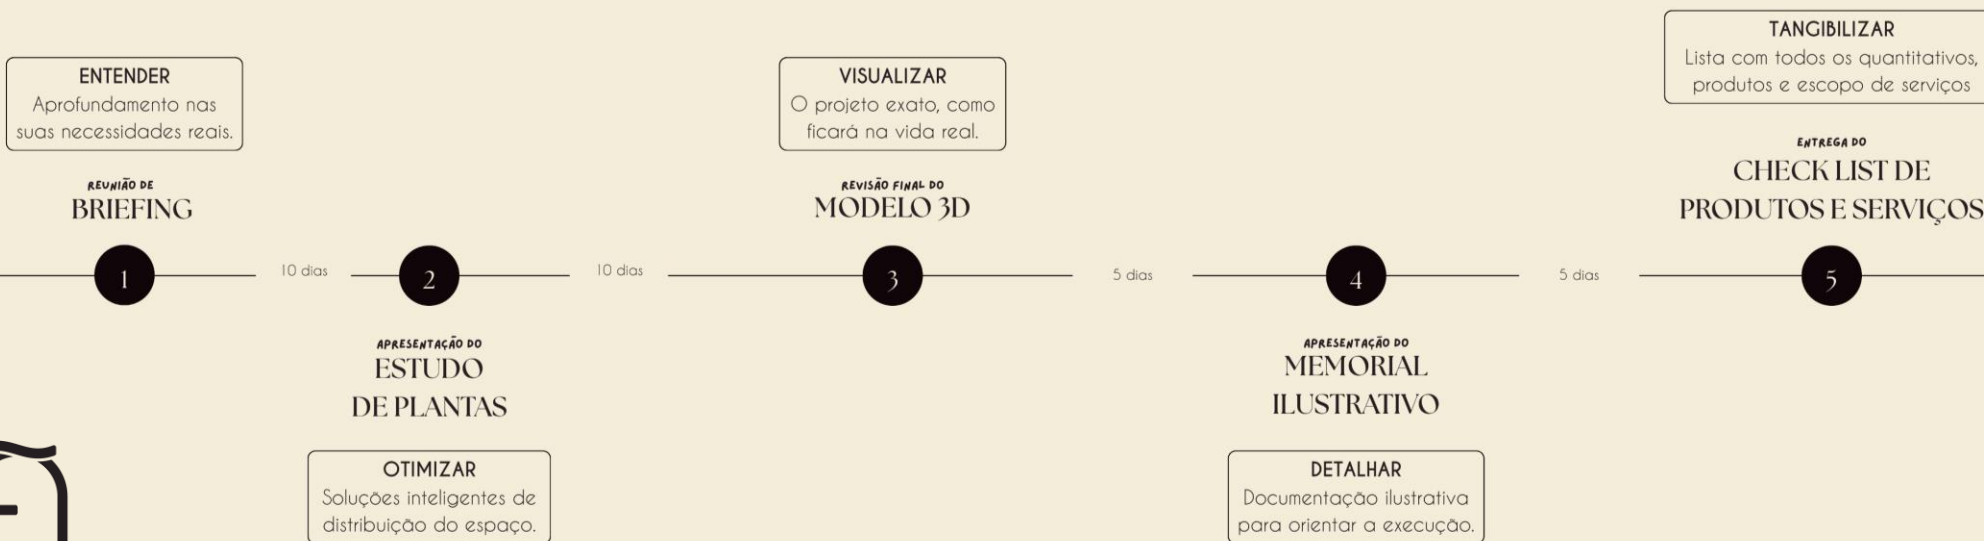 ENTENDER
Aprofundamento nas
suas necessidades reais.
REUNIÃO DE
BRIEFING
1
10 dias
2
APRESENTAÇÃO DO
ESTUDO
DE PLANTAS
OTIMIZAR
Soluções inteligentes de
distribuição do espaço.
10 dias
VISUALIZAR
O projeto exato, como
ficará na vida real.
REVISÃO FINAL DO
MODELO 3D
3
5 dias
4
APRESENTAÇÃO DO
MEMORIAL
ILUSTRATIVO
DETALHAR
Documentação ilustrativa
para orientar a execução.
5 dias
TANGIBILIZAR
Lista com todos os quantitativos,
produtos e escopo de serviços
ENTREGA DO
CHECK LIST DE
PRODUTOS E SERVIÇOS
5